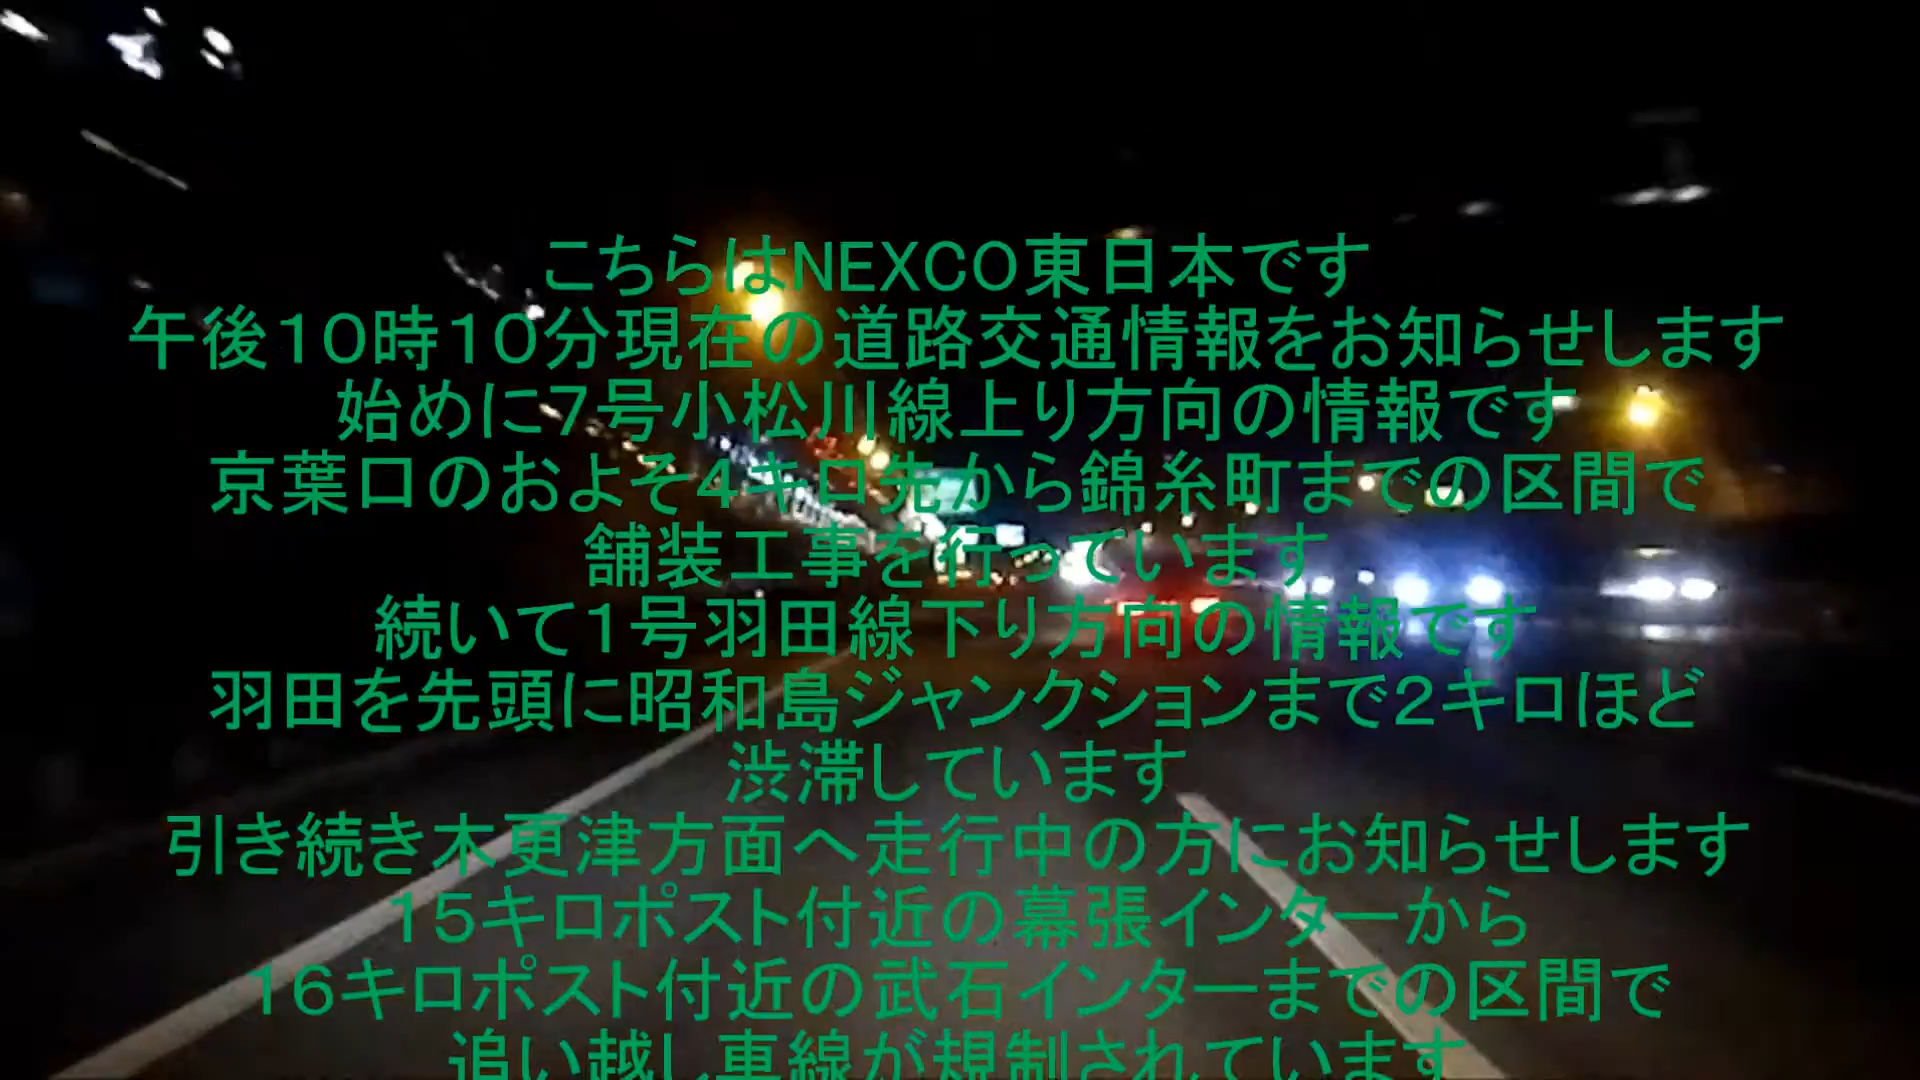 こちらはNEXCO東日本です
午後１０時１０分現在の道路交通情報をお知らせします
始めに７号小松川線上り方向の情報です
京葉口のおよそ４キロ先から錦糸町までの区間で
舗装工事を行っています
続いて１号羽田線下り方向の情報です
羽田を先頭に昭和島ジャンクションまで２キロほど
渋滞しています
引き続き木更津方面へ走行中の方にお知らせします
１５キロポスト付近の幕張インターから
１６キロポスト付近の武石インターまでの区間で
追い越し車線が規制されています